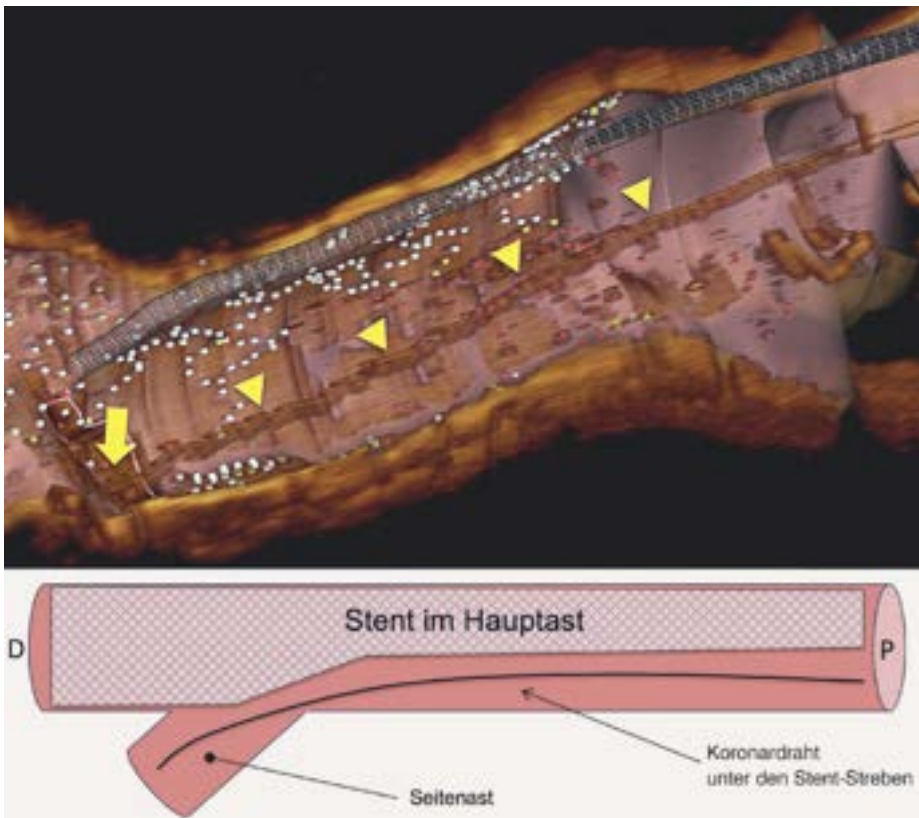 Stent im Hauptast
D
P
Koronardraht
unter den Stent-Streben
Seitenast